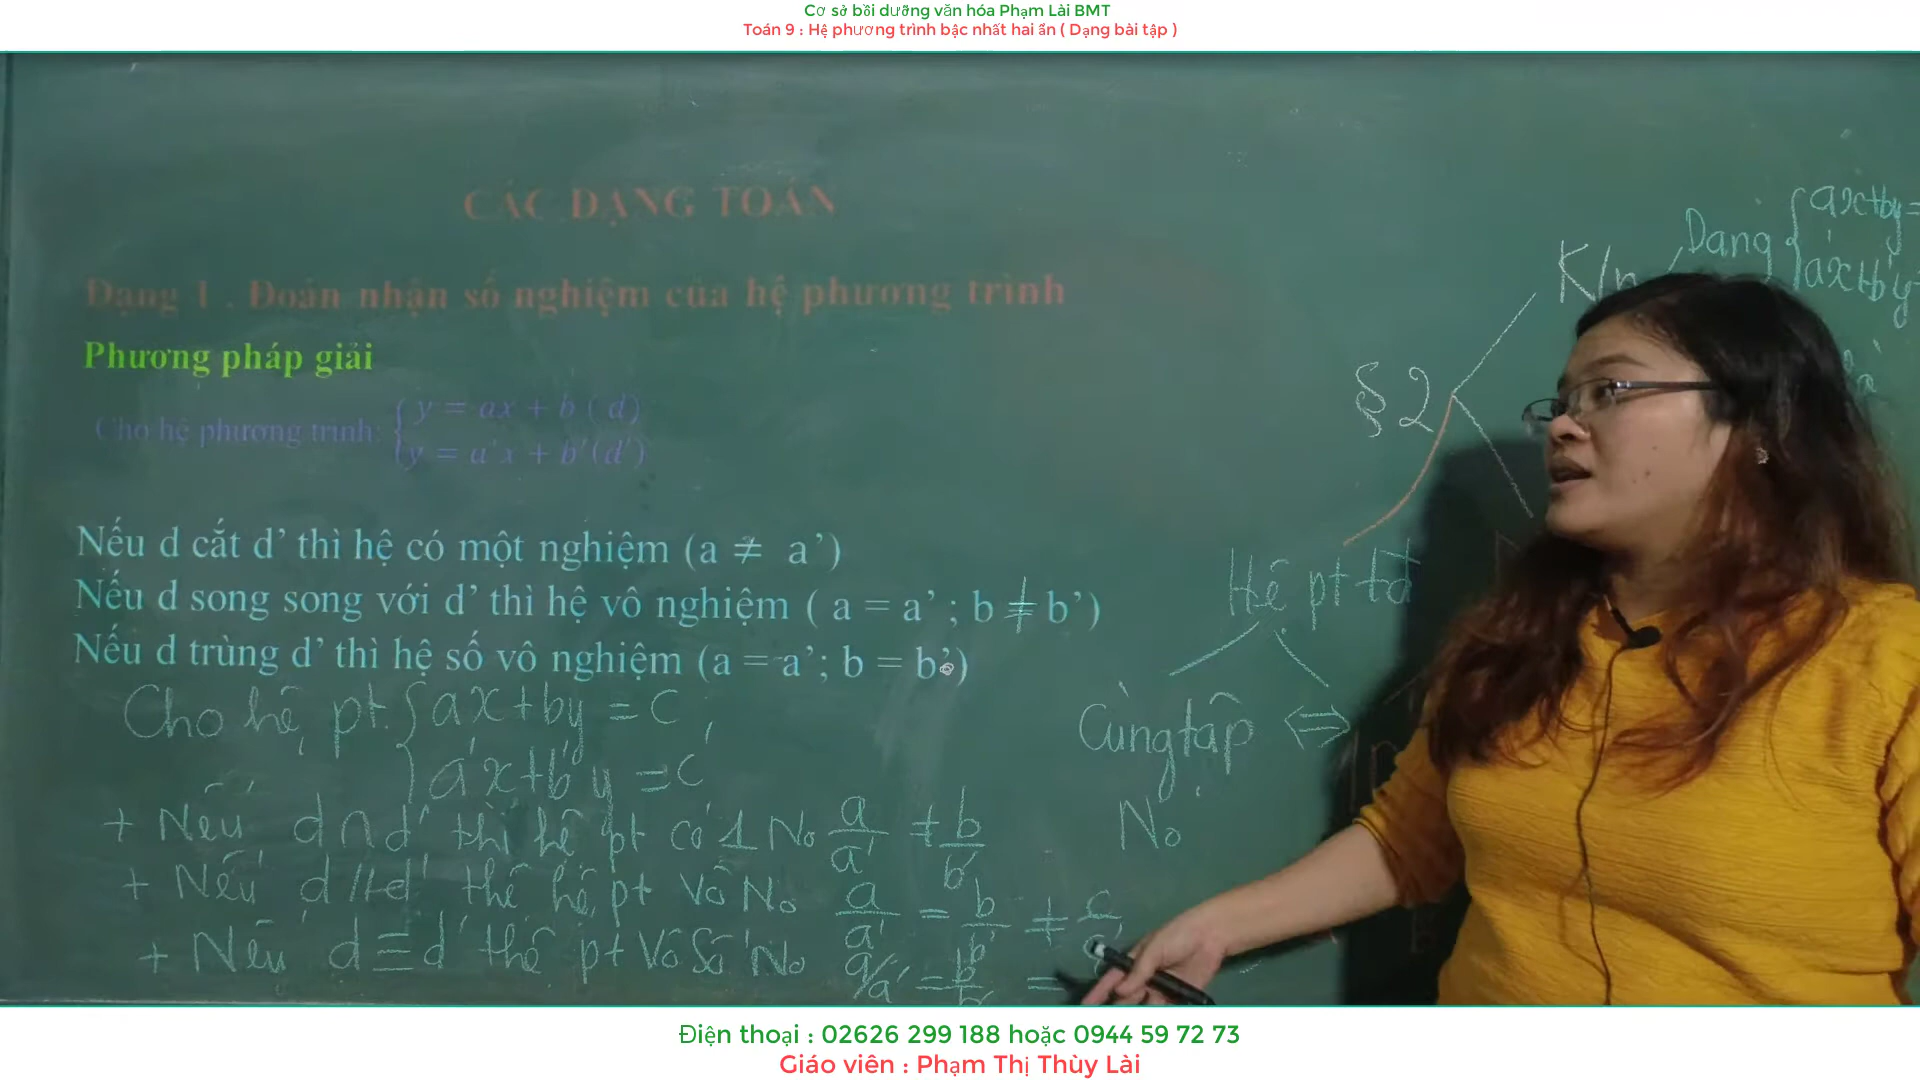 Cơ sở bồi dưỡng văn hóa Phạm Lài BMT
Toán 9 : Hệ phương trình bậc nhất hai ẩn ( Dạng bài tập )
CÁC DẠNG TOÁN
Dạng 1 . Đoán nhận số nghiệm của hệ phương trình
Phương pháp giải
Cho hệ phương trình: { y = ax + b ( d)
y = a'x + b'(d')
Nếu d cắt d’ thì hệ có một nghiệm (a ≠ a’)
Nếu d song song với d’ thì hệ vô nghiệm ( a = a’ ; b ≠ b’)
Nếu d trùng d’ thì hệ số vô nghiệm (a = a’; b = b’)
Cho hệ pt { ax+by = c
a'x+b'y = c'
+ Nếu d∩d' thì hệ pt có 1 No a/a' ≠ b/b'
+ Nếu d//d' thế hệ pt Vô No a/a' = b/b' ≠ c/c'
+ Nếu d≡d' thế pt Vô Số No a/a' = b/b' =
§2
K/n
Dạng { ax+by=
a'x+b'y
Hệ pt tđ
Cùng tập ⇔
No
Điện thoại : 02626 299 188 hoặc 0944 59 72 73
Giáo viên : Phạm Thị Thùy Lài